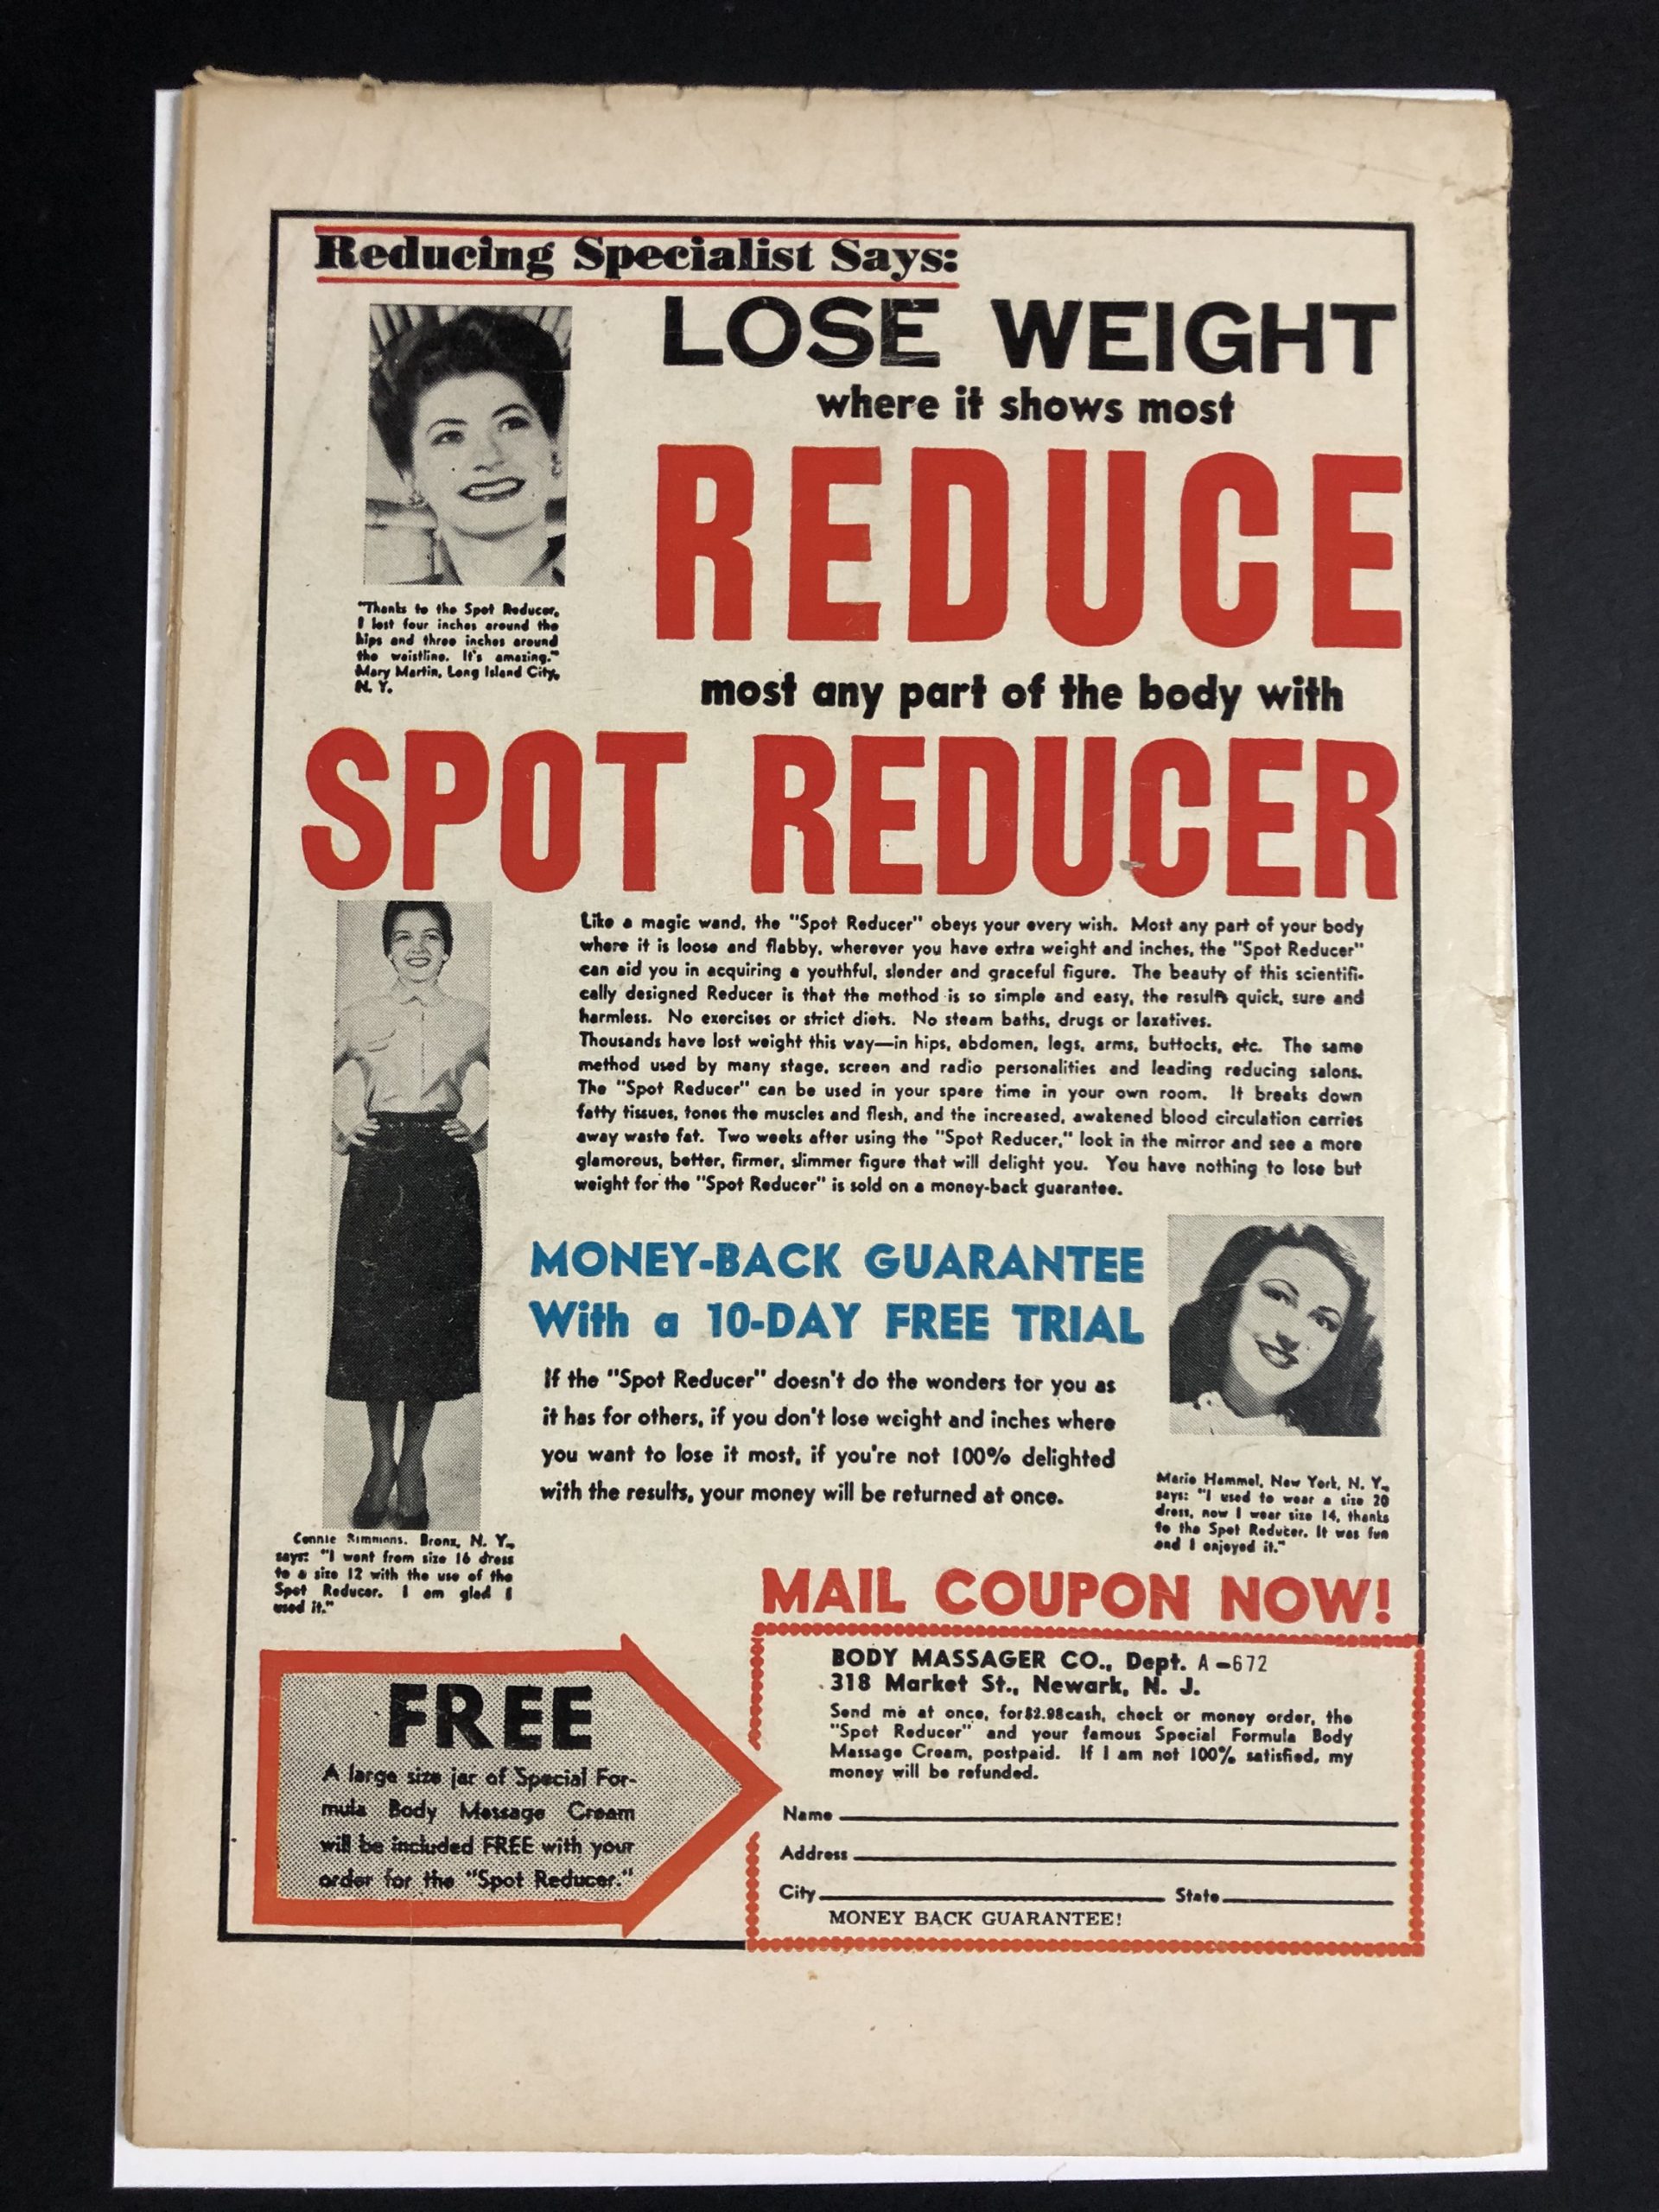 Reducing Specialist Says:
LOSE WEIGHT
where it shows most
REDUCE
most any part of the body with
SPOT REDUCER
"Thanks to the Spot Reducer,
I lost four inches around the
hips and three inches around
the waistline. It's amazing."
Mary Martin, Long Island City,
N. Y.
Like a magic wand, the "Spot Reducer" obeys your every wish. Most any part of your body
where it is loose and flabby, wherever you have extra weight and inches, the "Spot Reducer"
can aid you in acquiring a youthful, slender and graceful figure. The beauty of this scientifi-
cally designed Reducer is that the method is so simple and easy, the results quick, sure and
harmless. No exercises or strict diets. No steam baths, drugs or laxatives.
Thousands have lost weight this way—in hips, abdomen, legs, arms, buttocks, etc. The same
method used by many stage, screen and radio personalities and leading reducing salons.
The "Spot Reducer" can be used in your spare time in your own room. It breaks down
fatty tissues, tones the muscles and flesh, and the increased, awakened blood circulation carries
away waste fat. Two weeks after using the "Spot Reducer," look in the mirror and see a more
glamorous, better, firmer, slimmer figure that will delight you. You have nothing to lose but
weight for the "Spot Reducer" is sold on a money-back guarantee.
MONEY-BACK GUARANTEE
With a 10-DAY FREE TRIAL
If the "Spot Reducer" doesn't do the wonders for you as
it has for others, if you don't lose weight and inches where
you want to lose it most, if you're not 100% delighted
with the results, your money will be returned at once.
Marie Hammel, New York, N. Y.,
says: "I used to wear a size 20
dress, now I wear size 14, thanks
to the Spot Reducer. It was fun
and I enjoyed it."
Connie Simmons, Bronx, N. Y.,
says: "I went from size 16 dress
to a size 12 with the use of the
Spot Reducer. I am glad I
used it."
MAIL COUPON NOW!
FREE
A large size jar of Special For-
mula Body Massage Cream
will be included FREE with your
order for the "Spot Reducer."
BODY MASSAGER CO., Dept. A-672
318 Market St., Newark, N. J.
Send me at once, for $2.98 cash, check or money order, the
"Spot Reducer" and your famous Special Formula Body
Massage Cream, postpaid. If I am not 100% satisfied, my
money will be refunded.
Name
Address
City State
MONEY BACK GUARANTEE!